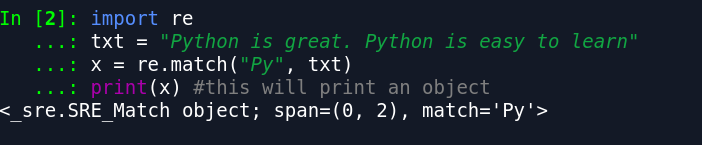 In [2]: import re
   ...: txt = "Python is great. Python is easy to learn"
   ...: x = re.match("Py", txt)
   ...: print(x) #this will print an object
<_sre.SRE_Match object; span=(0, 2), match='Py'>